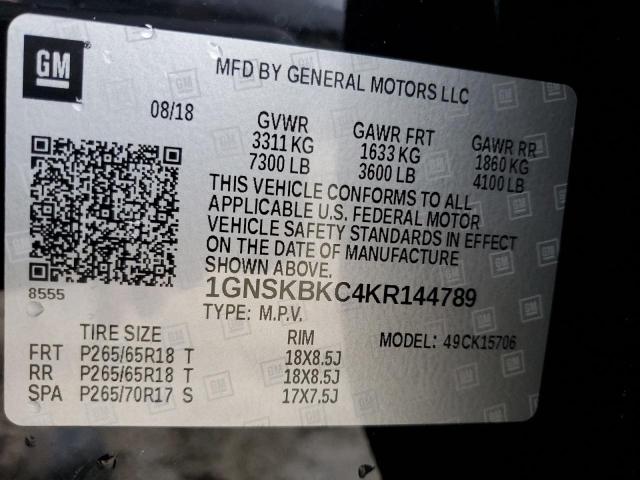 GM
MFD BY GENERAL MOTORS LLC
08/18
GVWR GAWR FRT GAWR RR
3311 KG 1633 KG 1860 KG
7300 LB 3600 LB 4100 LB
THIS VEHICLE CONFORMS TO ALL
APPLICABLE U.S. FEDERAL MOTOR
VEHICLE SAFETY STANDARDS IN EFFECT
ON THE DATE OF MANUFACTURE
SHOWN ABOVE.
8555
1GNSKBKC4KR144789
TYPE: M.P.V. MODEL: 49CK15706
TIRE SIZE RIM
FRT P265/65R18 T 18X8.5J
RR P265/65R18 T 18X8.5J
SPA P265/70R17 S 17X7.5J